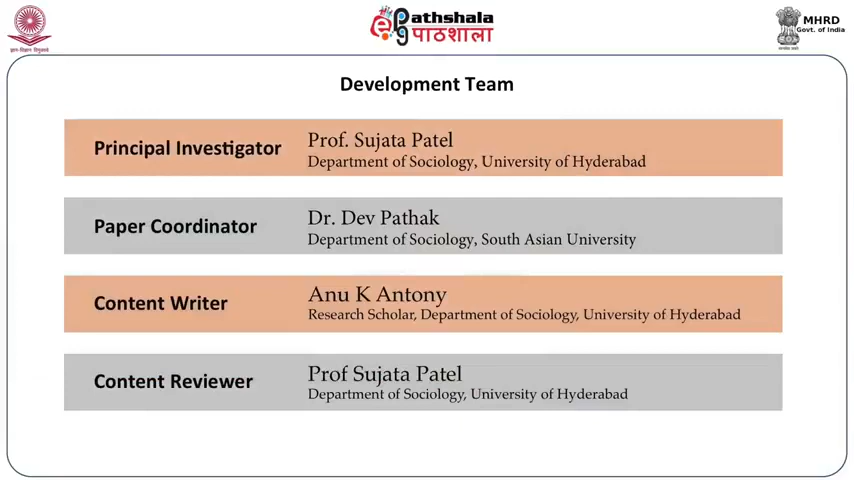 ज्ञान-विज्ञान विमुक्तये
ePathshala
pg पाठशाला
MHRD
Govt. of India
Development Team
Principal Investigator
Prof. Sujata Patel
Department of Sociology, University of Hyderabad
Paper Coordinator
Dr. Dev Pathak
Department of Sociology, South Asian University
Content Writer
Anu K Antony
Research Scholar, Department of Sociology, University of Hyderabad
Content Reviewer
Prof Sujata Patel
Department of Sociology, University of Hyderabad